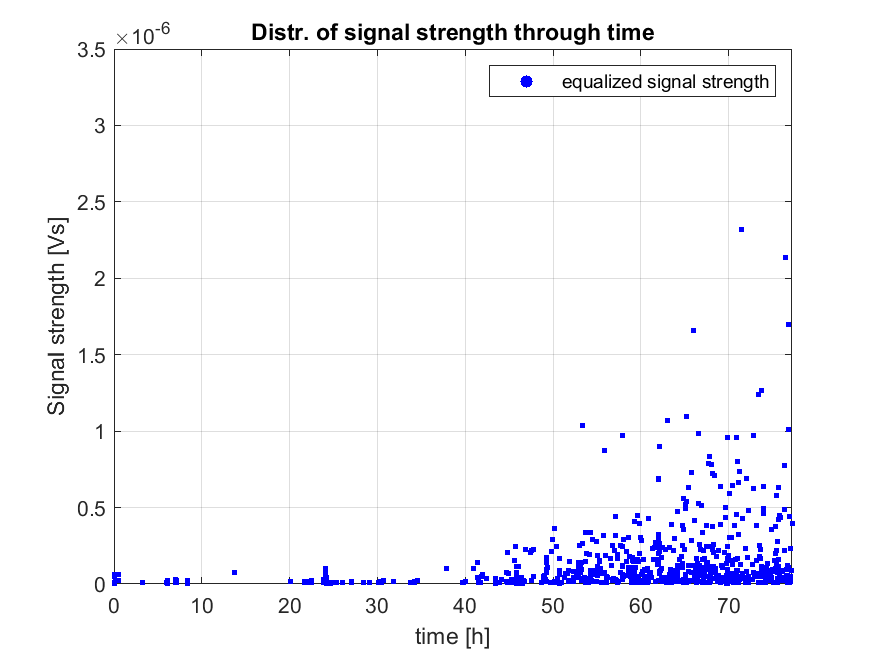 Distr. of signal strength through time
×10-6
equalized signal strength
3.5
3
2.5
2
1.5
1
0.5
0
Signal strength [Vs]
0 10 20 30 40 50 60 70
time [h]